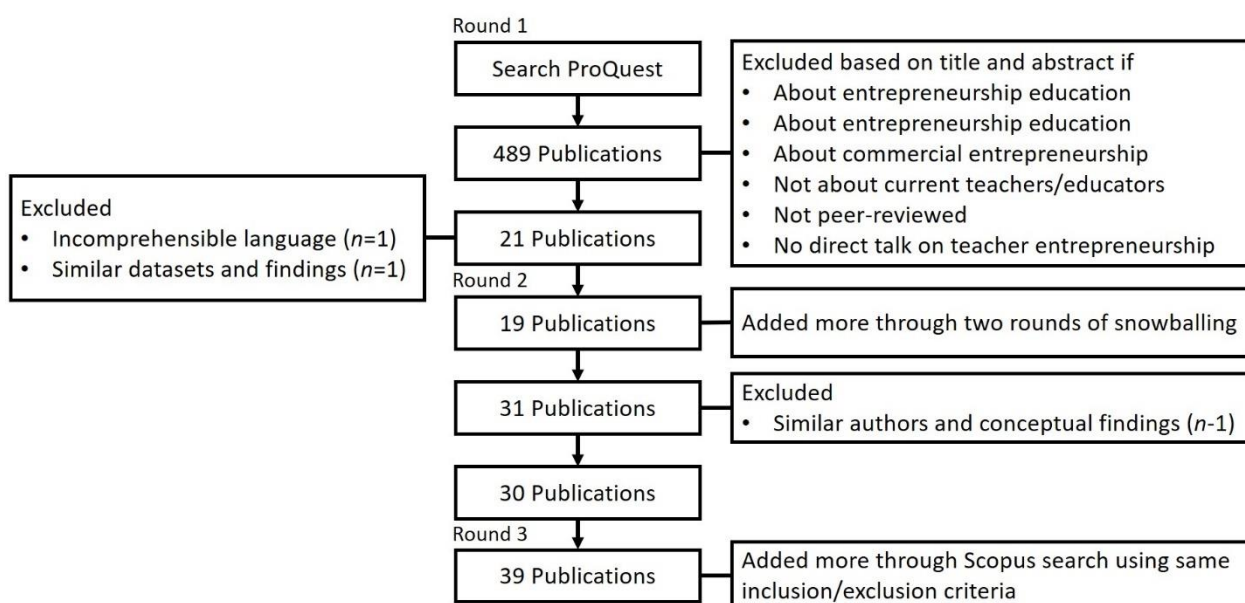 Round 1
Search ProQuest
Excluded based on title and abstract if
• About entrepreneurship education
• About entrepreneurship education
• About commercial entrepreneurship
• Not about current teachers/educators
• Not peer-reviewed
• No direct talk on teacher entrepreneurship
489 Publications
Excluded
• Incomprehensible language (n=1)
• Similar datasets and findings (n=1)
21 Publications
Round 2
19 Publications
Added more through two rounds of snowballing
31 Publications
Excluded
• Similar authors and conceptual findings (n-1)
30 Publications
Round 3
39 Publications
Added more through Scopus search using same
inclusion/exclusion criteria